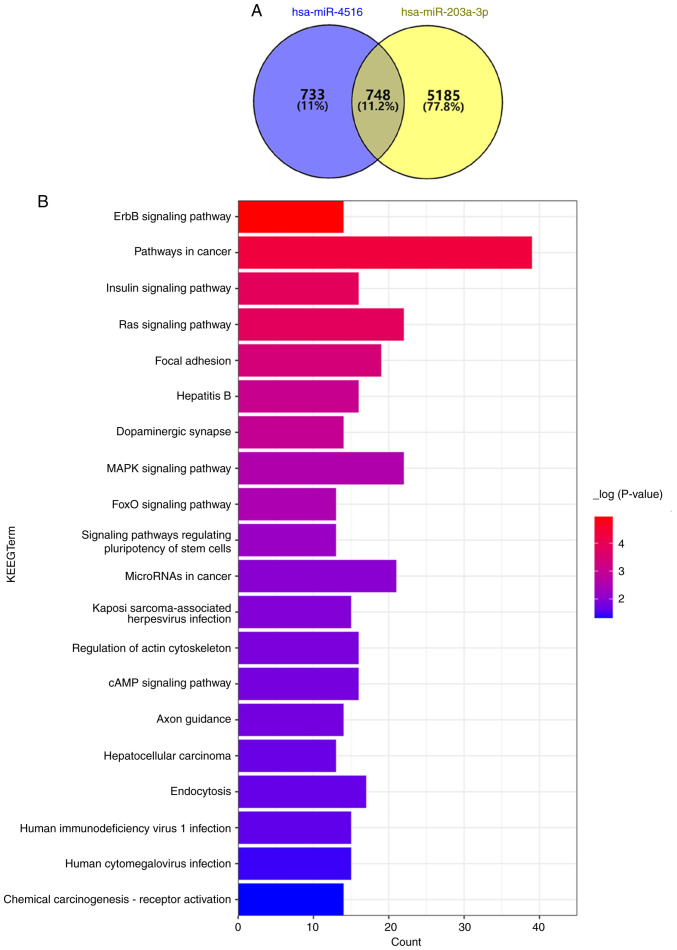 A
hsa-miR-4516
hsa-miR-203a-3p
733
(11%)
748
(11.2%)
5185
(77.8%)
B
ErbB signaling pathway
Pathways in cancer
Insulin signaling pathway
Ras signaling pathway
Focal adhesion
Hepatitis B
Dopaminergic synapse
MAPK signaling pathway
FoxO signaling pathway
Signaling pathways regulating
pluripotency of stem cells
MicroRNAs in cancer
Kaposi sarcoma-associated
herpesvirus infection
Regulation of actin cytoskeleton
cAMP signaling pathway
Axon guidance
Hepatocellular carcinoma
Endocytosis
Human immunodeficiency virus 1 infection
Human cytomegalovirus infection
Chemical carcinogenesis - receptor activation
KEEGTerm
0 10 20 30 40
Count
_log (P-value)
4
3
2